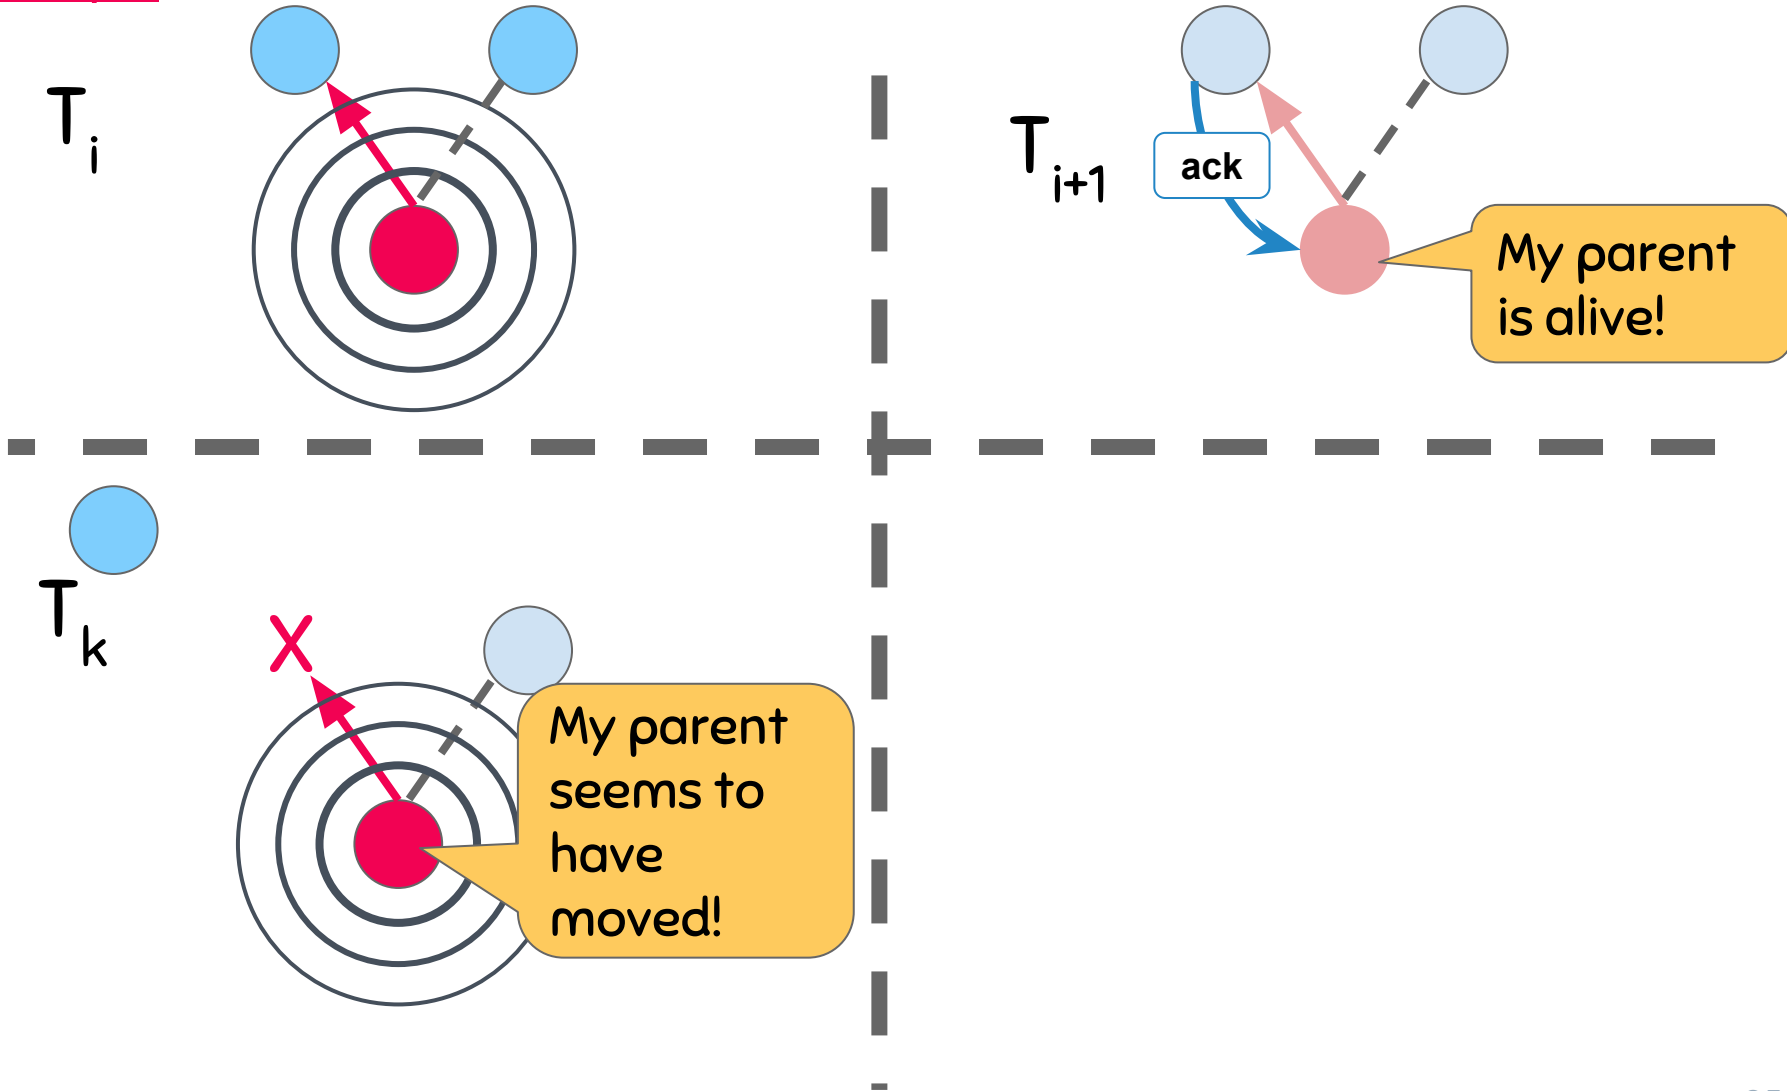 T i
T i+1
ack
My parent
is alive!
T k
X
My parent
seems to
have
moved!